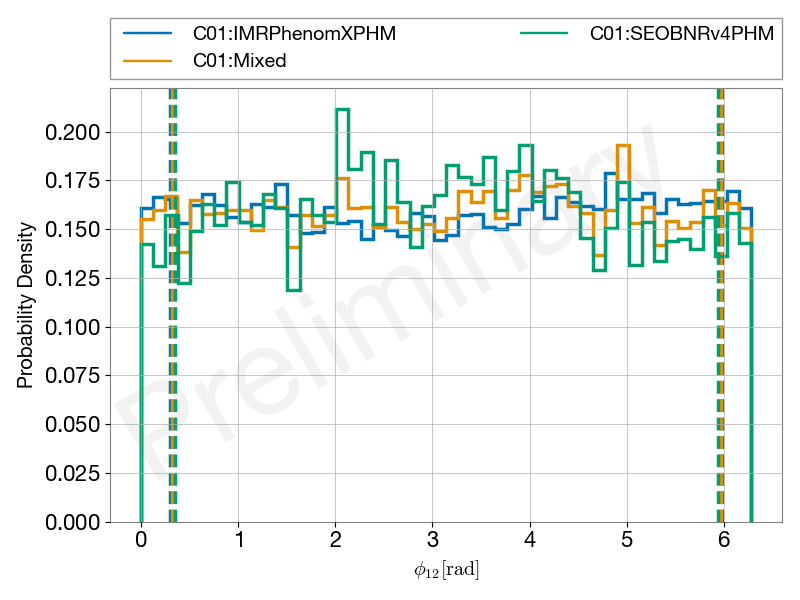 C01:IMRPhenomXPHM
C01:Mixed
C01:SEOBNRv4PHM
0.200
0.175
0.150
0.125
0.100
0.075
0.050
0.025
0.000
Probability Density
0 1 2 3 4 5 6
ϕ₁₂[rad]
Preliminary